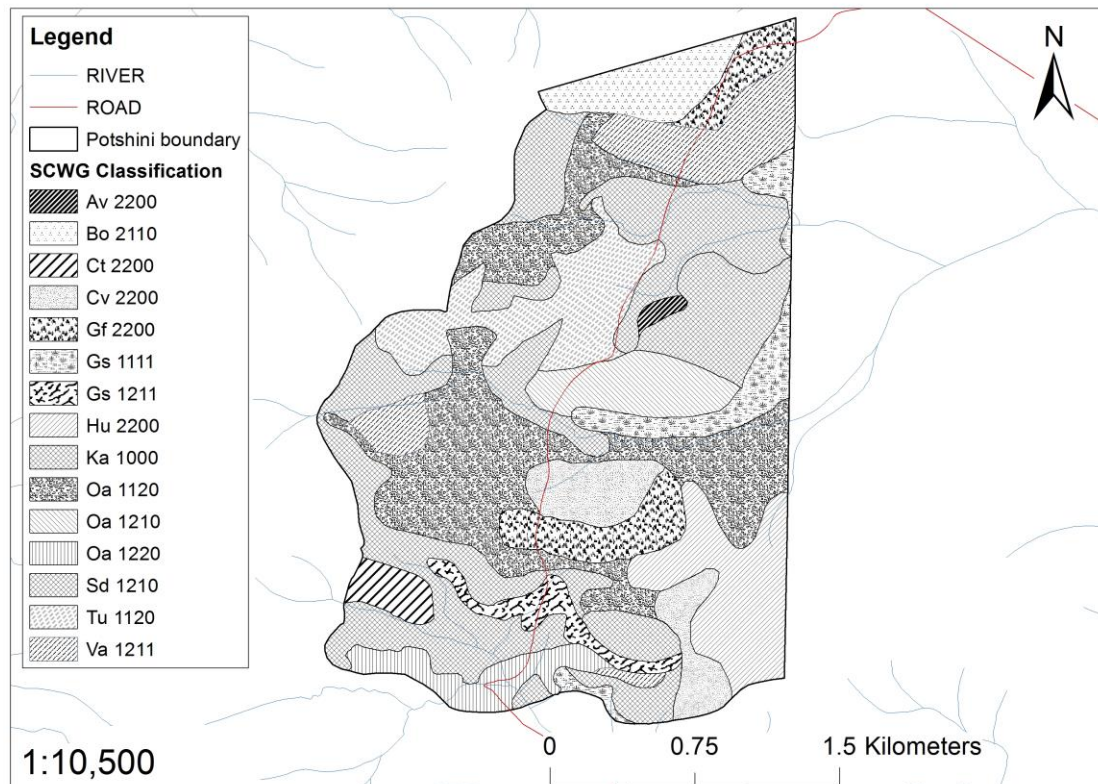 Legend
RIVER
ROAD
Potshini boundary
SCWG Classification
Av 2200
Bo 2110
Ct 2200
Cv 2200
Gf 2200
Gs 1111
Gs 1211
Hu 2200
Ka 1000
Oa 1120
Oa 1210
Oa 1220
Sd 1210
Tu 1120
Va 1211
N
1:10,500
0 0.75 1.5 Kilometers